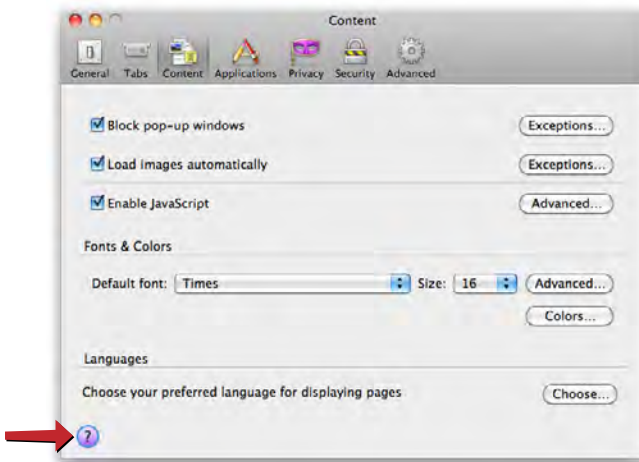 Content
General Tabs Content Applications Privacy Security Advanced
Block pop-up windows Exceptions...
Load images automatically Exceptions...
Enable JavaScript Advanced...
Fonts & Colors
Default font: Times Size: 16 Advanced...
Colors...
Languages
Choose your preferred language for displaying pages Choose...
?